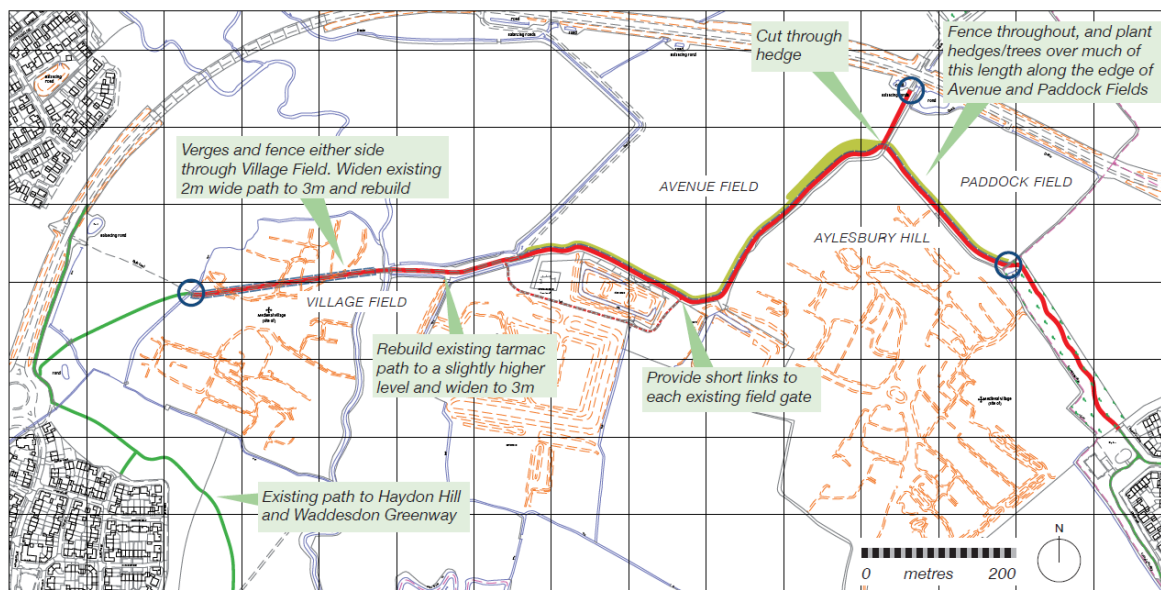 Cut through
hedge
Fence throughout, and plant
hedges/trees over much of
this length along the edge of
Avenue and Paddock Fields
Verges and fence either side
through Village Field. Widen existing
2m wide path to 3m and rebuild
AVENUE FIELD
PADDOCK FIELD
AYLESBURY HILL
VILLAGE FIELD
Rebuild existing tarmac
path to a slightly higher
level and widen to 3m
Provide short links to
each existing field gate
Existing path to Haydon Hill
and Waddesdon Greenway
N
0 metres 200